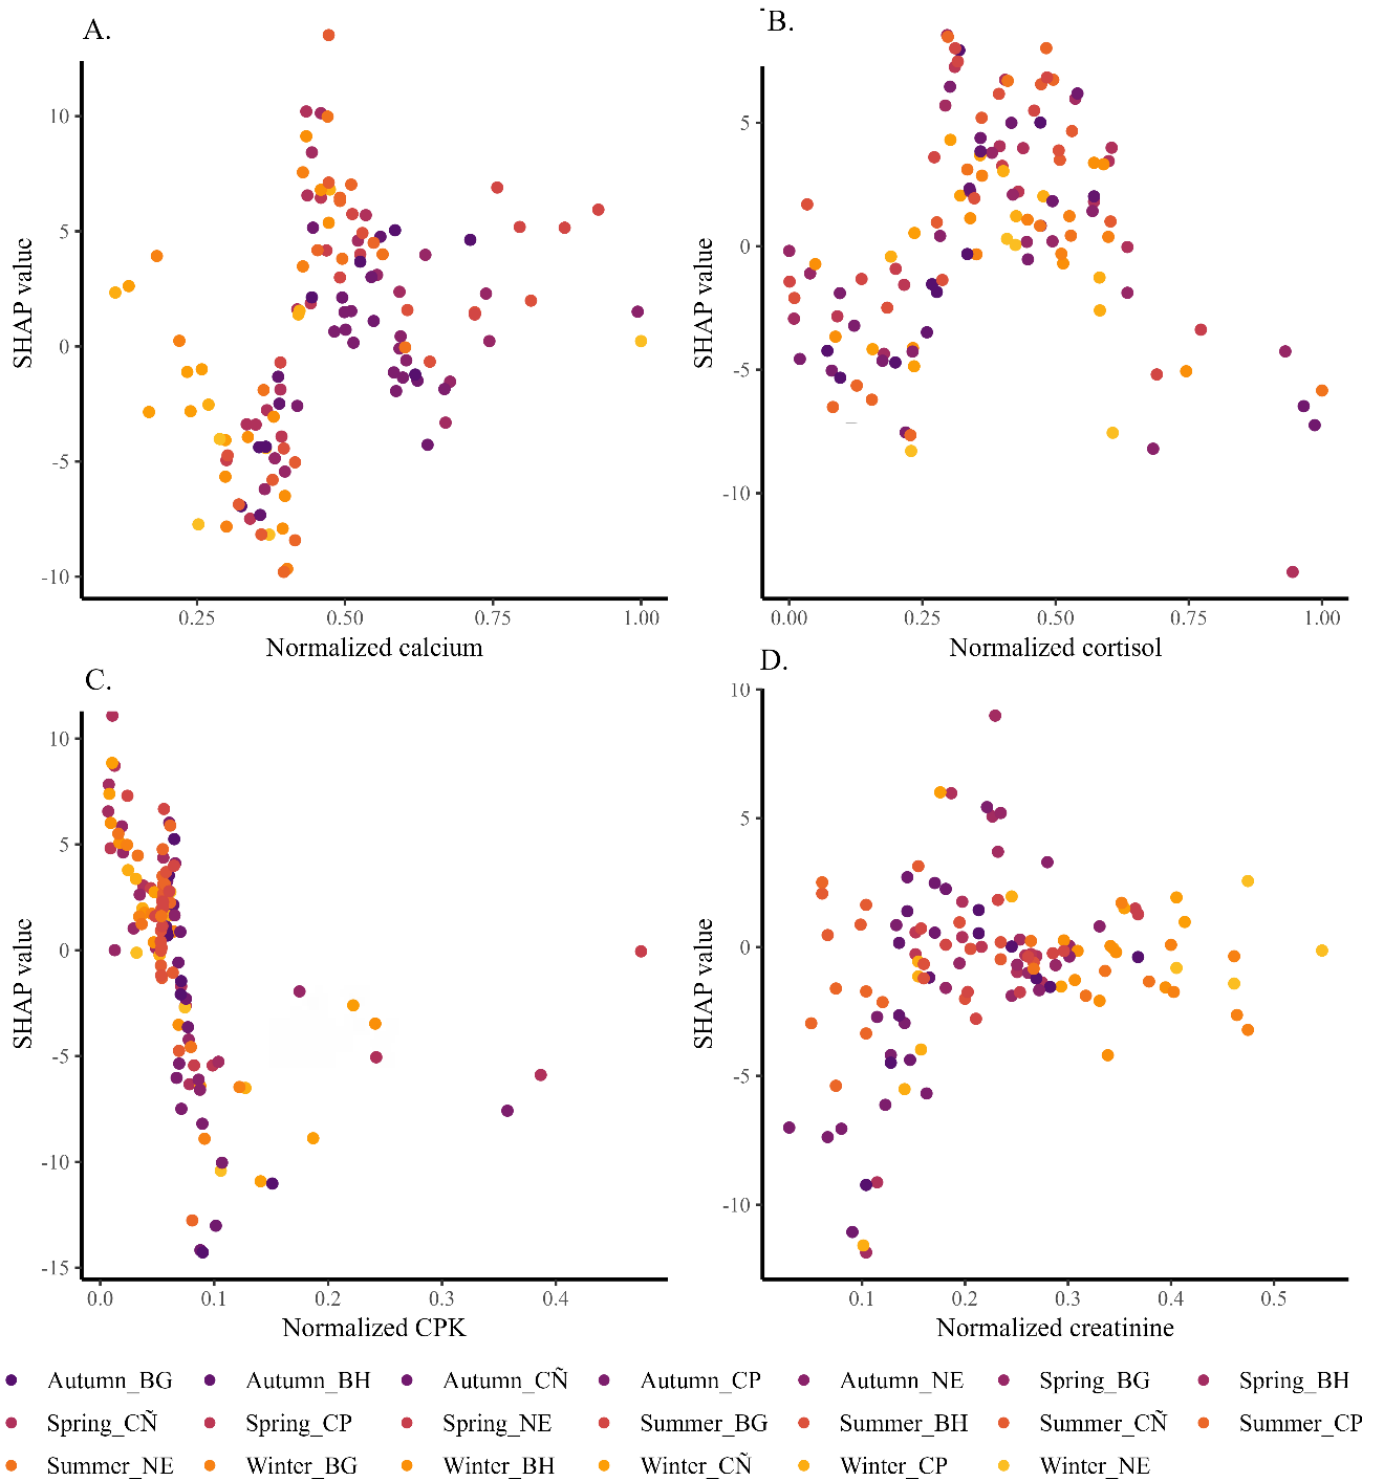 A.
B.
10
5
0
-5
-10
SHAP value
0.25
0.50
0.75
1.00
Normalized calcium
5
0
-5
-10
SHAP value
0.00
0.25
0.50
0.75
1.00
Normalized cortisol
C.
D.
10
5
0
-5
-10
-15
SHAP value
0.0
0.1
0.2
0.3
0.4
Normalized CPK
10
5
0
-5
-10
SHAP value
0.1
0.2
0.3
0.4
0.5
Normalized creatinine
Autumn_BG Autumn_BH Autumn_CÑ Autumn_CP Autumn_NE Spring_BG Spring_BH
Spring_CÑ Spring_CP Spring_NE Summer_BG Summer_BH Summer_CÑ Summer_CP
Summer_NE Winter_BG Winter_BH Winter_CÑ Winter_CP Winter_NE